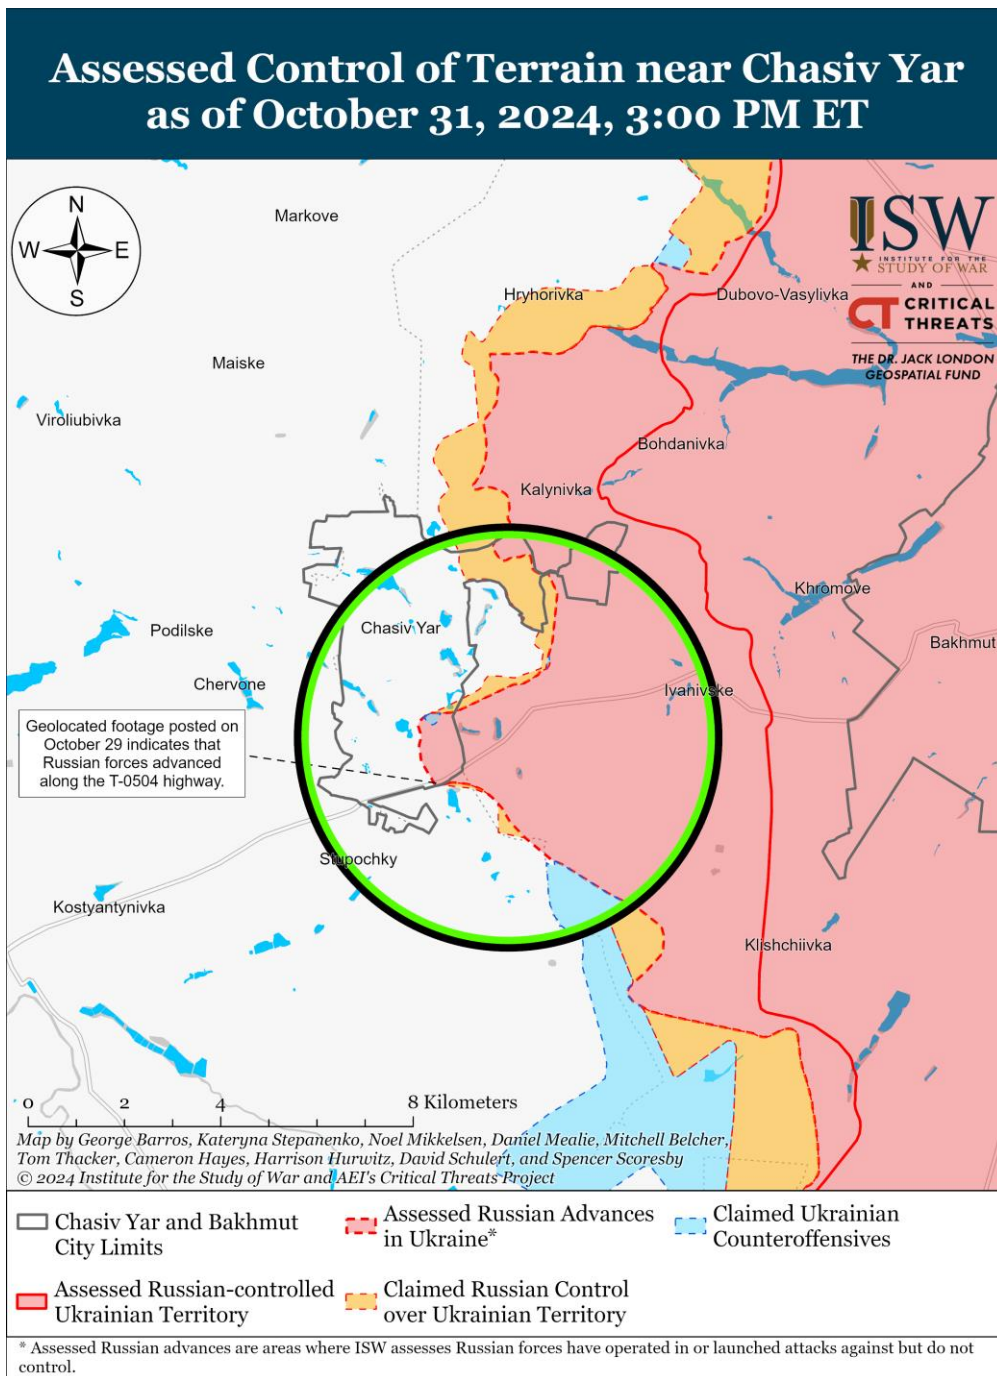 Assessed Control of Terrain near Chasiv Yar
as of October 31, 2024, 3:00 PM ET
N
W
E
S
Markove
ISW
INSTITUTE FOR THE
STUDY OF WAR
AND
CT CRITICAL
THREATS
THE DR. JACK LONDON
GEOSPATIAL FUND
Hryhorivka
Dubovo-Vasylivka
Maiske
Viroliubivka
Bohdanivka
Kalynivka
Khromove
Podilske
Chasiv Yar
Bakhmut
Chervone
Ivanivske
Geolocated footage posted on
October 29 indicates that
Russian forces advanced
along the T-0504 highway.
Stupochky
Kostyantynivka
Klishchiivka
0 2 4 8 Kilometers
Map by George Barros, Kateryna Stepanenko, Noel Mikkelsen, Daniel Mealie, Mitchell Belcher,
Tom Thacker, Cameron Hayes, Harrison Hurwitz, David Schulert, and Spencer Scoresby
© 2024 Institute for the Study of War and AEI's Critical Threats Project
Chasiv Yar and Bakhmut
City Limits
Assessed Russian Advances
in Ukraine*
Claimed Ukrainian
Counteroffensives
Assessed Russian-controlled
Ukrainian Territory
Claimed Russian Control
over Ukrainian Territory
* Assessed Russian advances are areas where ISW assesses Russian forces have operated in or launched attacks against but do not
control.